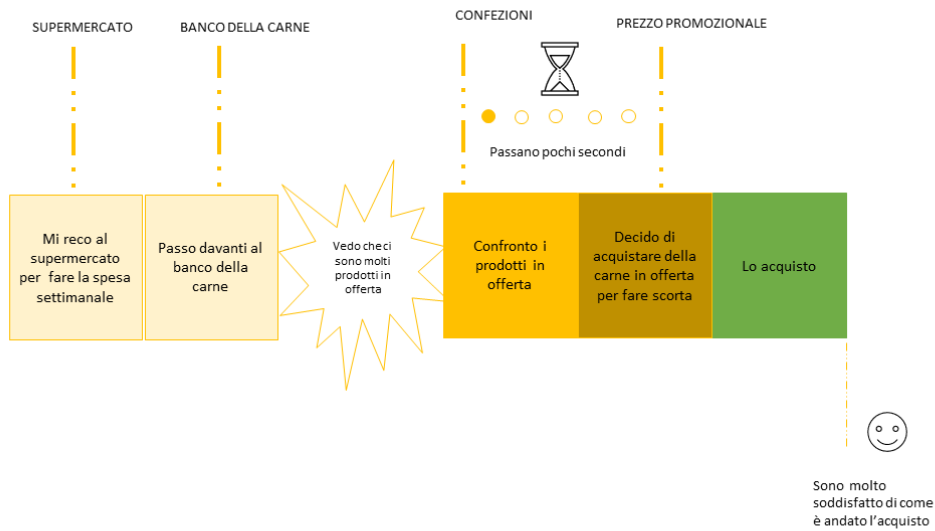 SUPERMERCATO
BANCO DELLA CARNE
CONFEZIONI
PREZZO PROMOZIONALE
Passano pochi secondi
Mi reco al
supermercato
per fare la spesa
settimanale
Passo davanti al
banco della
carne
Vedo che ci
sono molti
prodotti in
offerta
Confronto i
prodotti in
offerta
Decido di
acquistare della
carne in offerta
per fare scorta
Lo acquisto
Sono molto
soddisfatto di come
è andato l'acquisto